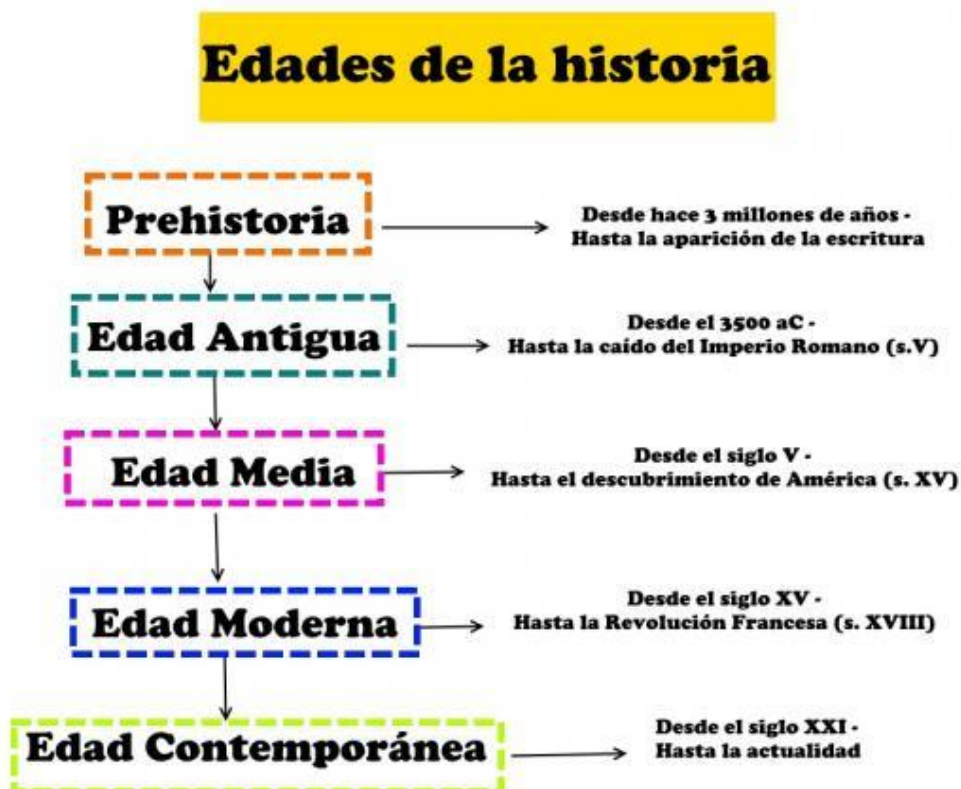 Edades de la historia
Prehistoria
Desde hace 3 millones de años -
Hasta la aparición de la escritura
Edad Antigua
Desde el 3500 aC -
Hasta la caído del Imperio Romano (s.V)
Edad Media
Desde el siglo V -
Hasta el descubrimiento de América (s. XV)
Edad Moderna
Desde el siglo XV -
Hasta la Revolución Francesa (s. XVIII)
Edad Contemporánea
Desde el siglo XXI -
Hasta la actualidad